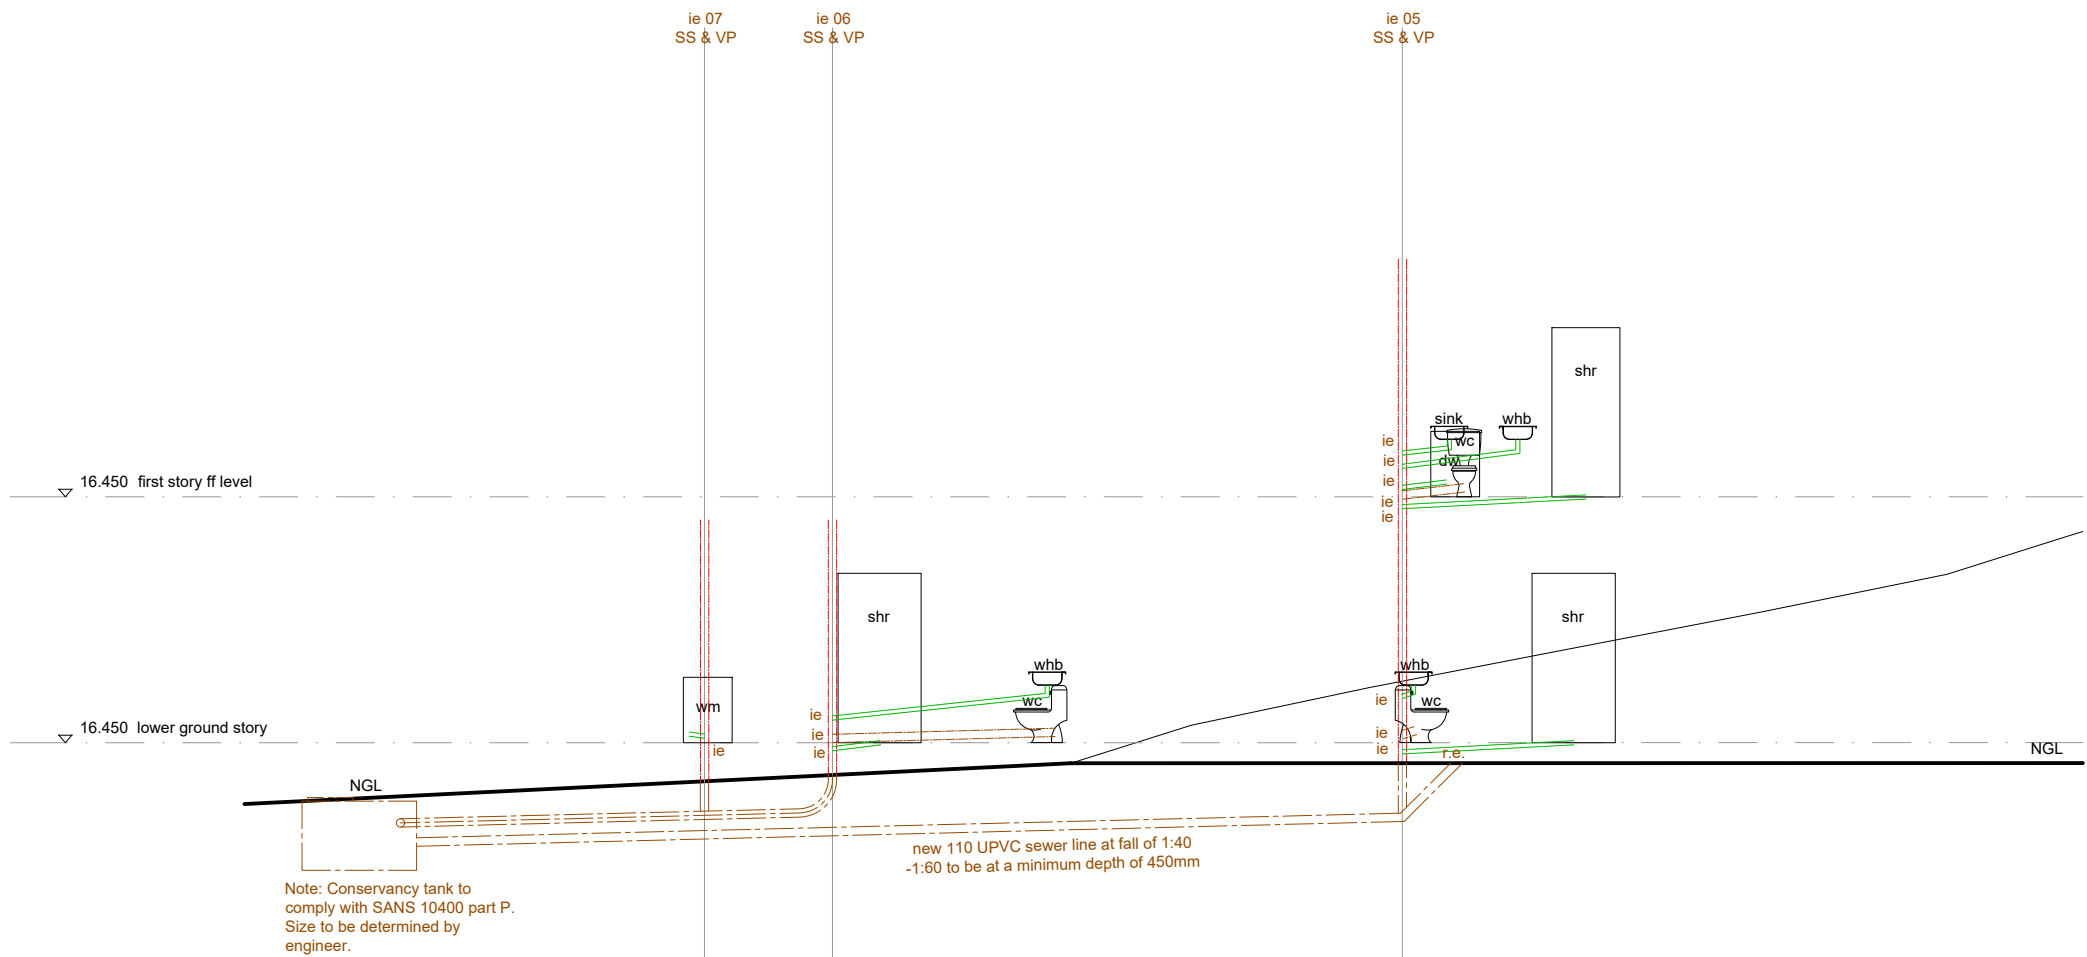 ie 07
SS & VP
ie 06
SS & VP
ie 05
SS & VP
shr
sink
whb
ie
wc
ie
dw
ie
16.450 first story ff level
ie
ie
shr
shr
whb
whb
wc
ie
wc
wm
ie
16.450 lower ground story
ie
ie
ie
ie
ie
r.e.
NGL
NGL
new 110 UPVC sewer line at fall of 1:40
-1:60 to be at a minimum depth of 450mm
Note: Conservancy tank to
comply with SANS 10400 part P.
Size to be determined by
engineer.